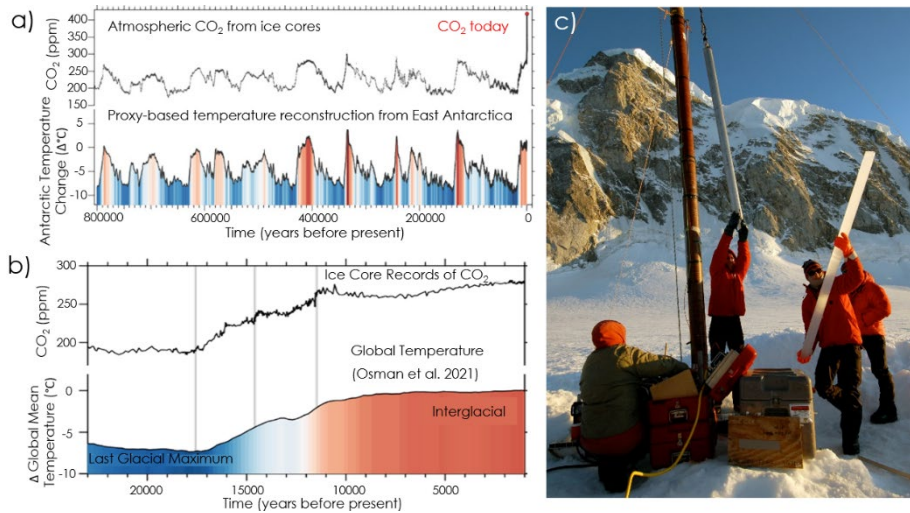 a)
Atmospheric CO₂ from ice cores
CO₂ today
CO₂ (ppm)
400
350
300
250
200
150
Proxy-based temperature reconstruction from East Antarctica
Antarctic Temperature
Change (Δ°C)
5
0
-5
-10
800000
600000
400000
200000
0
Time (years before present)
b)
Ice Core Records of CO₂
CO₂ (ppm)
300
250
200
Global Temperature
(Osman et al. 2021)
Δ Global Mean
Temperature (°C)
0
-5
-10
Interglacial
Last Glacial Maximum
20000
15000
10000
5000
Time (years before present)
c)